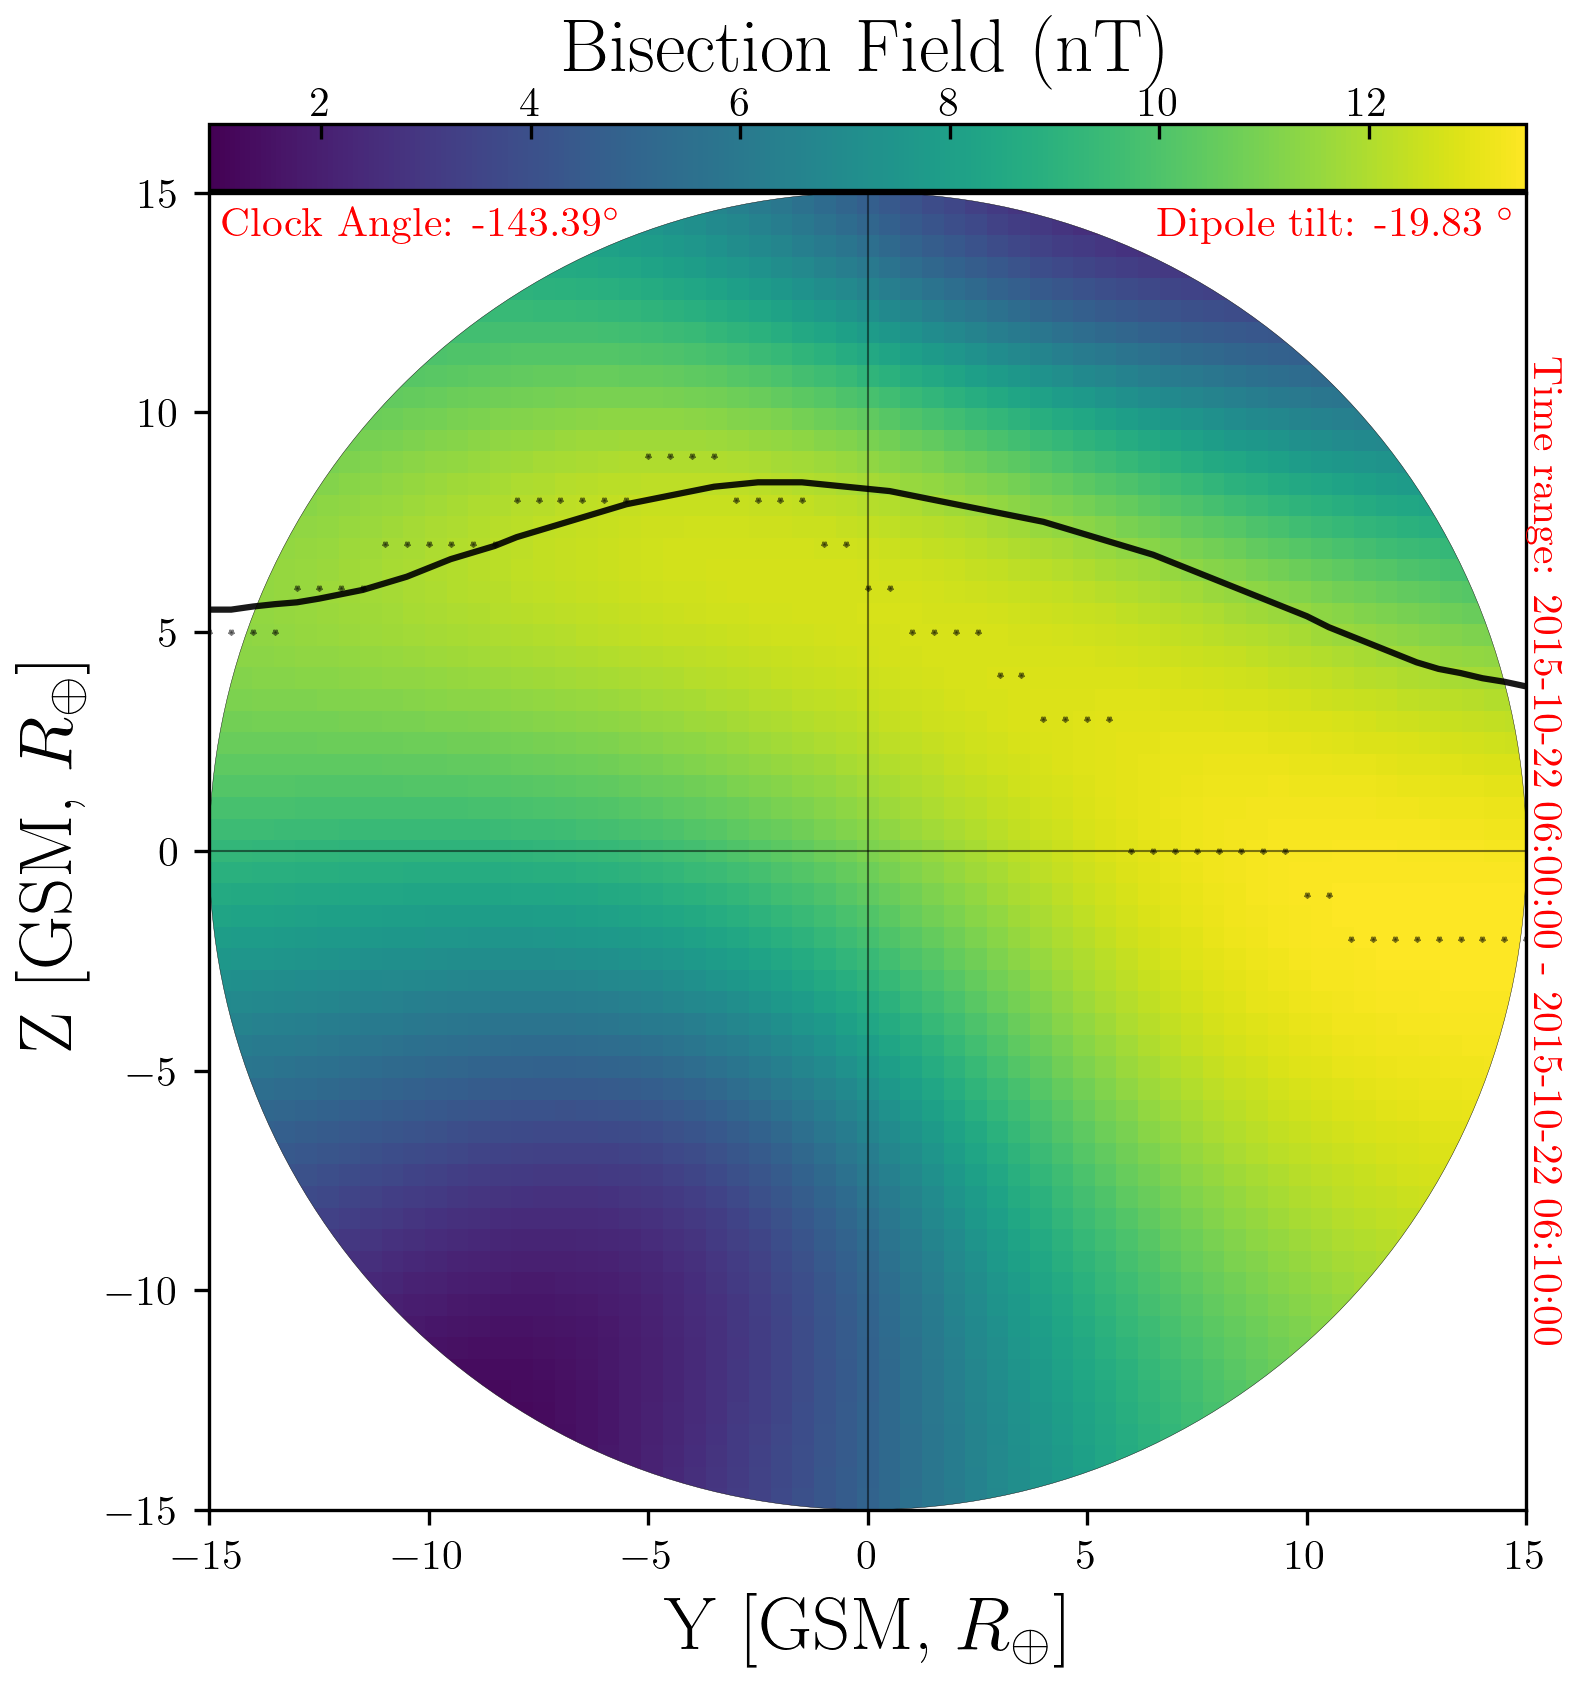 Bisection Field (nT)
2 4 6 8 10 12
Clock Angle: -143.39°
Dipole tilt: -19.83 °
Time range: 2015-10-22 06:00:00 - 2015-10-22 06:10:00
15
10
5
0
−5
−10
−15
Z [GSM, R⊕]
−15 −10 −5 0 5 10 15
Y [GSM, R⊕]